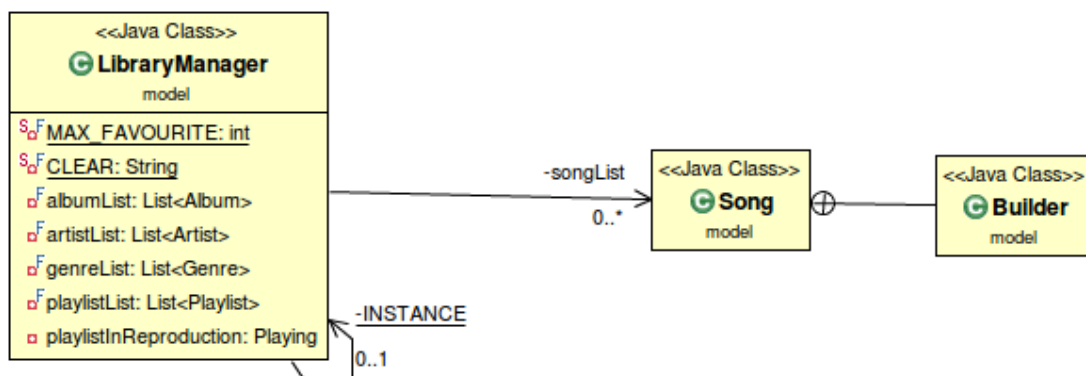 <<Java Class>>
LibraryManager
model
MAX_FAVOURITE: int
CLEAR: String
albumList: List<Album>
artistList: List<Artist>
genreList: List<Genre>
playlistList: List<Playlist>
playlistInReproduction: Playing
-songList
0..*
<<Java Class>>
Song
model
<<Java Class>>
Builder
model
-INSTANCE
0..1